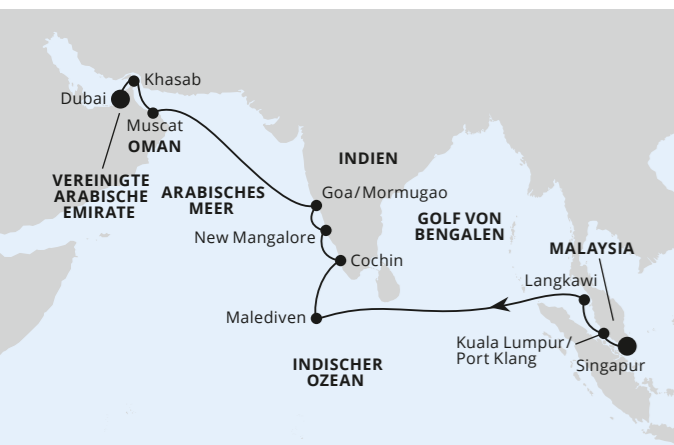 Khasab
Dubai
Muscat
OMAN
VEREINIGTE
ARABISCHE
EMIRATE
ARABISCHES
MEER
INDIEN
Goa/Mormugao
New Mangalore
GOLF VON
BENGALEN
Cochin
MALAYSIA
Langkawi
Malediven
Kuala Lumpur/
Port Klang
Singapur
INDISCHER
OZEAN